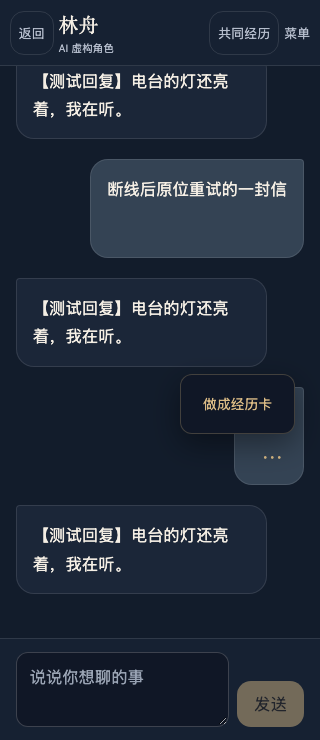 返回
林舟
AI 虚构角色
共同经历
菜单
【测试回复】电台的灯还亮
着，我在听。
断线后原位重试的一封信
【测试回复】电台的灯还亮
着，我在听。
做成经历卡
...
【测试回复】电台的灯还亮
着，我在听。
说说你想聊的事
发送